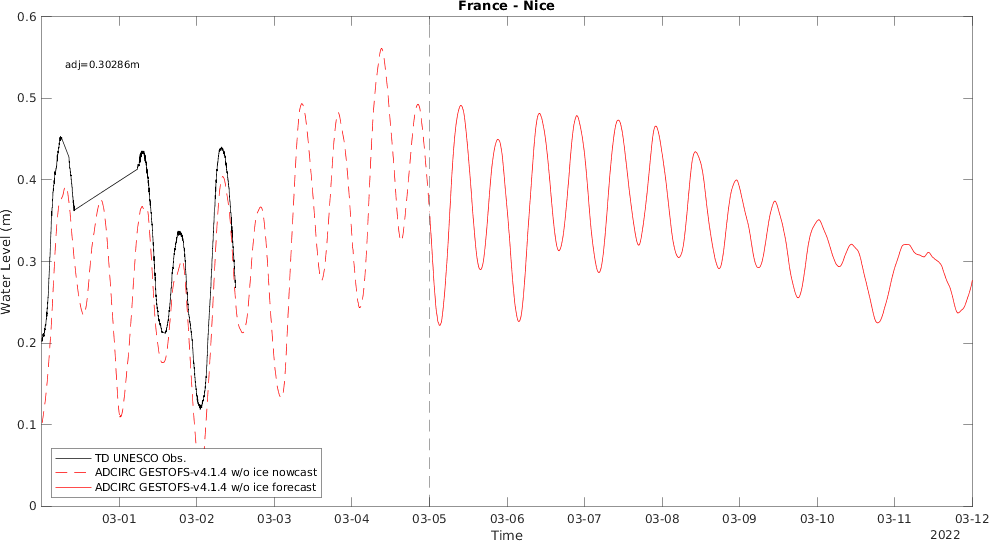 France - Nice
0.6
adj=0.30286m
0.5
0.4
0.3
0.2
0.1
0
Water Level (m)
TD UNESCO Obs.
ADCIRC GESTOFS-v4.1.4 w/o ice nowcast
ADCIRC GESTOFS-v4.1.4 w/o ice forecast
03-01 03-02 03-03 03-04 03-05 03-06 03-07 03-08 03-09 03-10 03-11 03-12
Time
2022